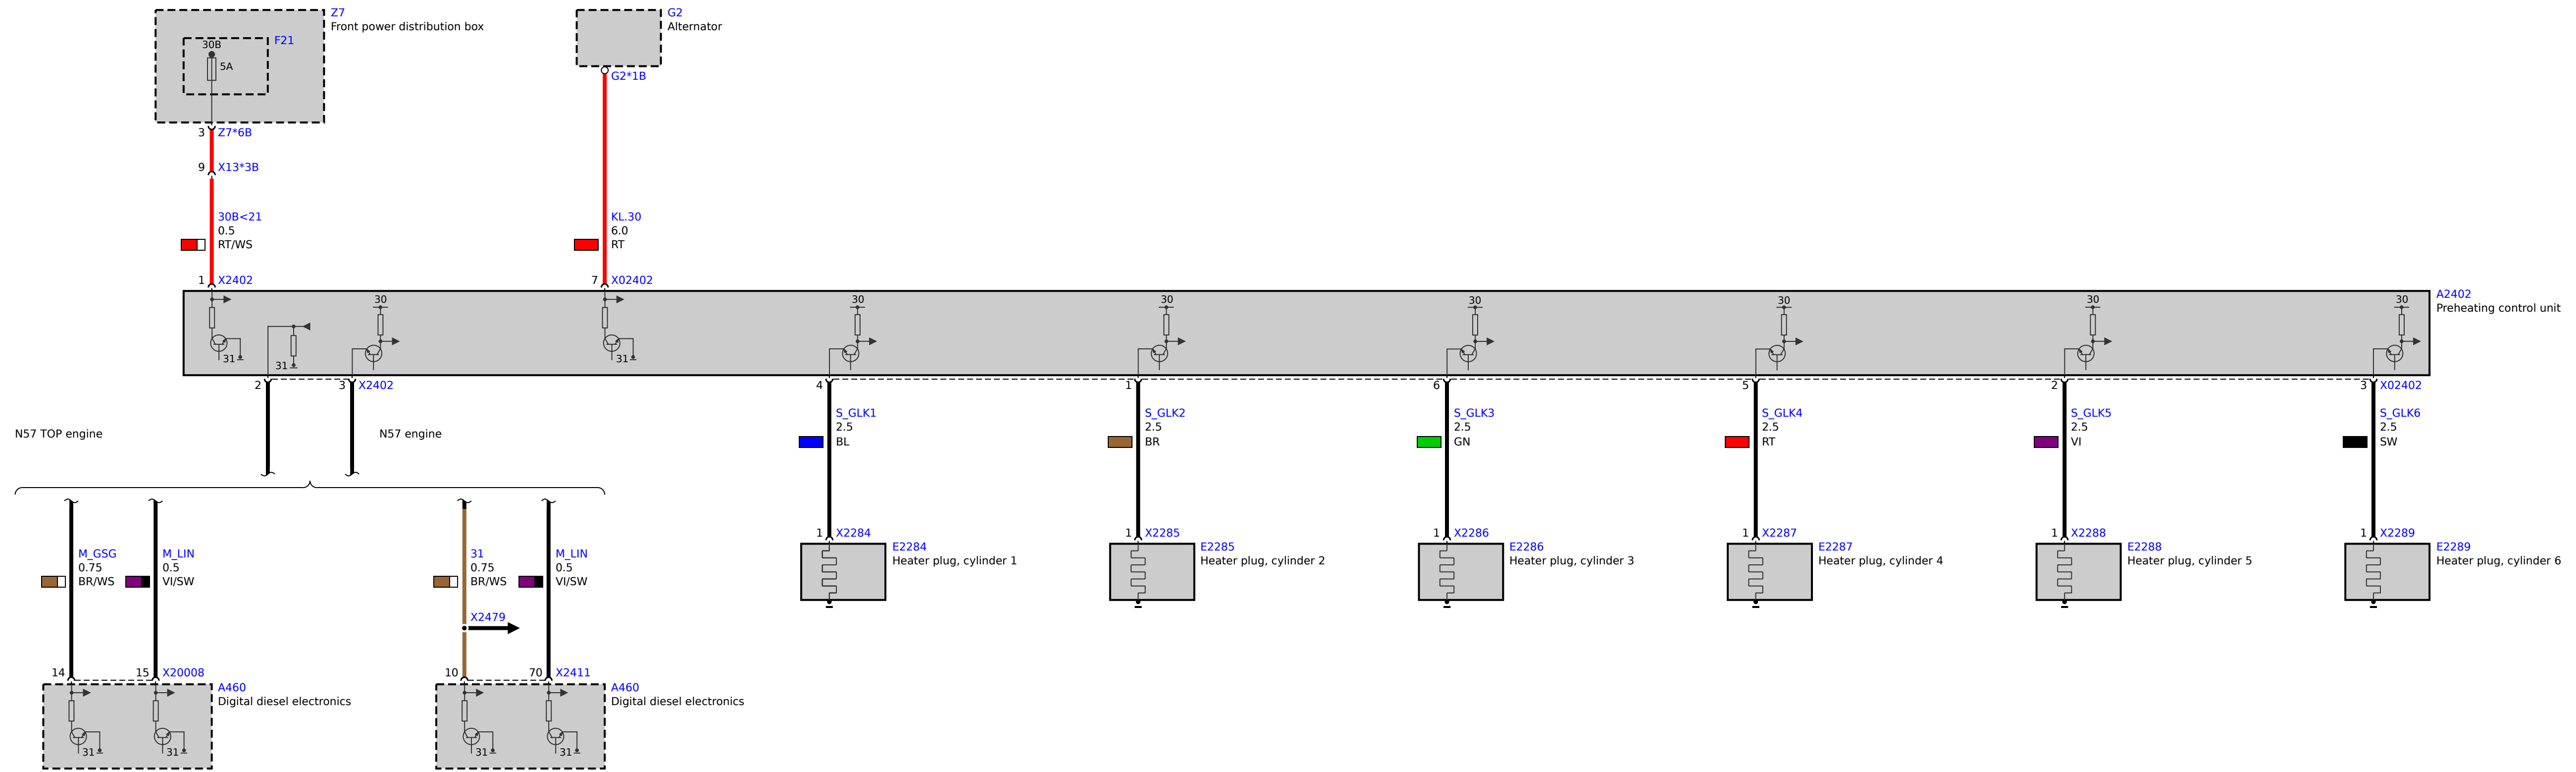 Z7
Front power distribution box
F21
30B
5A
G2
Alternator
G2*1B
3 Z7*6B
9 X13*3B
30B<21
0.5
RT/WS
KL.30
6.0
RT
1 X2402
7 X02402
A2402
Preheating control unit
30
30
30
30
30
30
30
31
31
31
2
3 X2402
4
1
6
5
2
3 X02402
N57 TOP engine
N57 engine
S_GLK1
2.5
BL
S_GLK2
2.5
BR
S_GLK3
2.5
GN
S_GLK4
2.5
RT
S_GLK5
2.5
VI
S_GLK6
2.5
SW
1 X2284
E2284
Heater plug, cylinder 1
1 X2285
E2285
Heater plug, cylinder 2
1 X2286
E2286
Heater plug, cylinder 3
1 X2287
E2287
Heater plug, cylinder 4
1 X2288
E2288
Heater plug, cylinder 5
1 X2289
E2289
Heater plug, cylinder 6
M_GSG
0.75
BR/WS
M_LIN
0.5
VI/SW
31
0.75
BR/WS
M_LIN
0.5
VI/SW
X2479
14
15 X20008
10
70 X2411
A460
Digital diesel electronics
31
31
A460
Digital diesel electronics
31
31